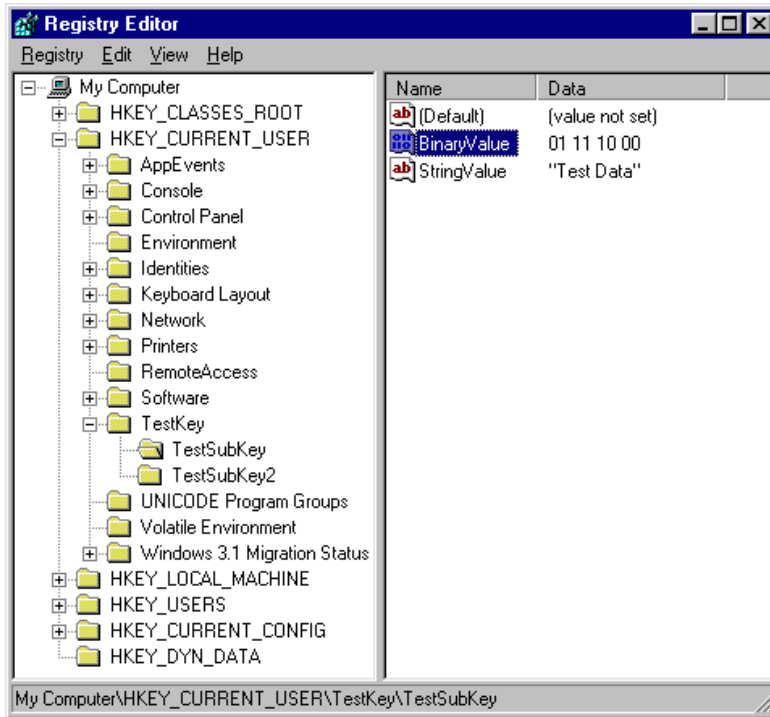 Registry Editor
Registry Edit View Help
My Computer
HKEY_CLASSES_ROOT
HKEY_CURRENT_USER
AppEvents
Console
Control Panel
Environment
Identities
Keyboard Layout
Network
Printers
RemoteAccess
Software
TestKey
TestSubKey
TestSubKey2
UNICODE Program Groups
Volatile Environment
Windows 3.1 Migration Status
HKEY_LOCAL_MACHINE
HKEY_USERS
HKEY_CURRENT_CONFIG
HKEY_DYN_DATA
Name Data
ab (Default) (value not set)
BinaryValue 01 11 10 00
ab StringValue "Test Data"
My Computer\HKEY_CURRENT_USER\TestKey\TestSubKey